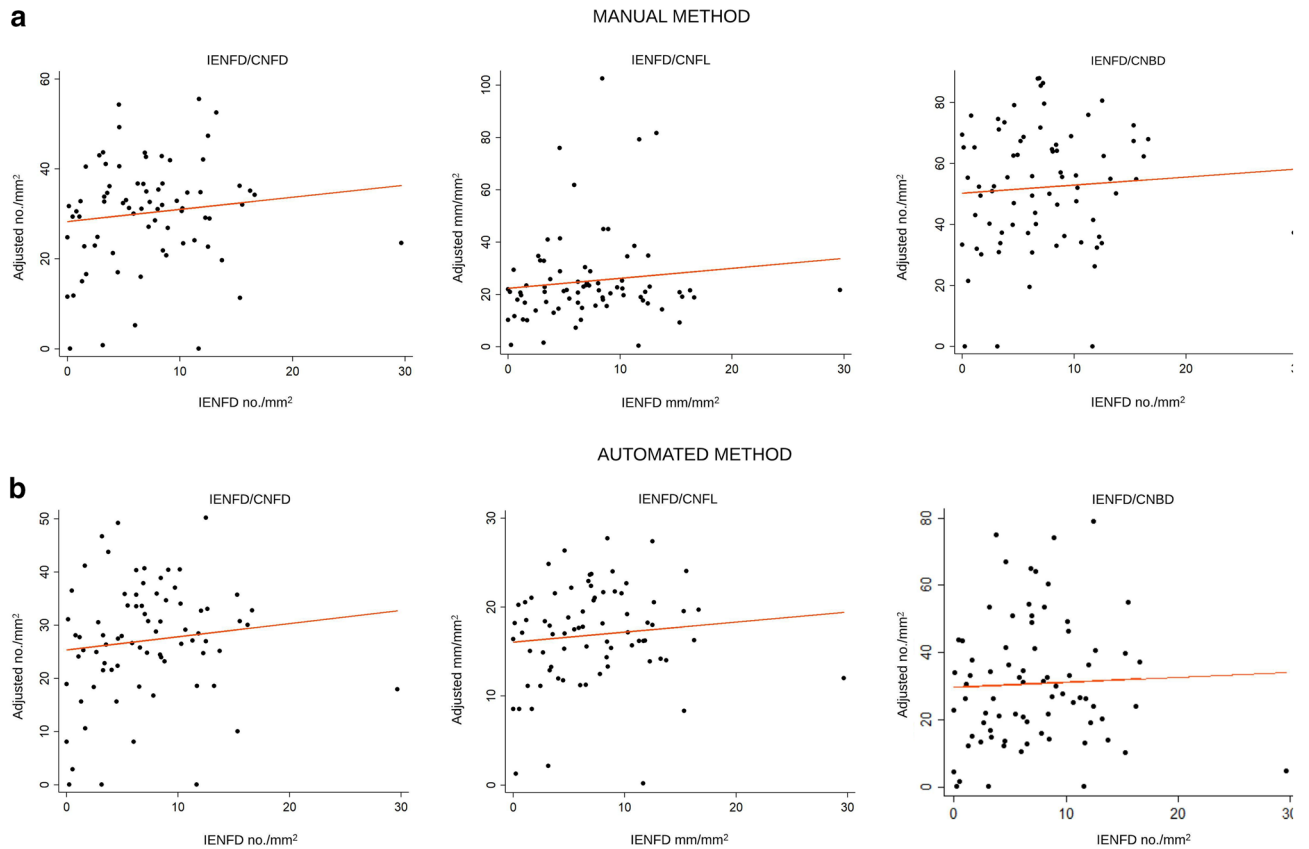 a
MANUAL METHOD
IENFD/CNFD
Adjusted no./mm²
60
40
20
0
0 10 20 30
IENFD no./mm²
IENFD/CNFL
Adjusted mm/mm²
100
80
60
40
20
0
0 10 20 30
IENFD mm/mm²
IENFD/CNBD
Adjusted no./mm²
80
60
40
20
0
0 10 20
IENFD no./mm²
AUTOMATED METHOD
b
IENFD/CNFD
Adjusted no./mm²
50
40
30
20
10
0
0 10 20 30
IENFD no./mm²
IENFD/CNFL
Adjusted mm/mm²
30
20
10
0
0 10 20 30
IENFD mm/mm²
IENFD/CNBD
Adjusted no./mm²
80
60
40
20
0
0 10 20
IENFD no./mm²